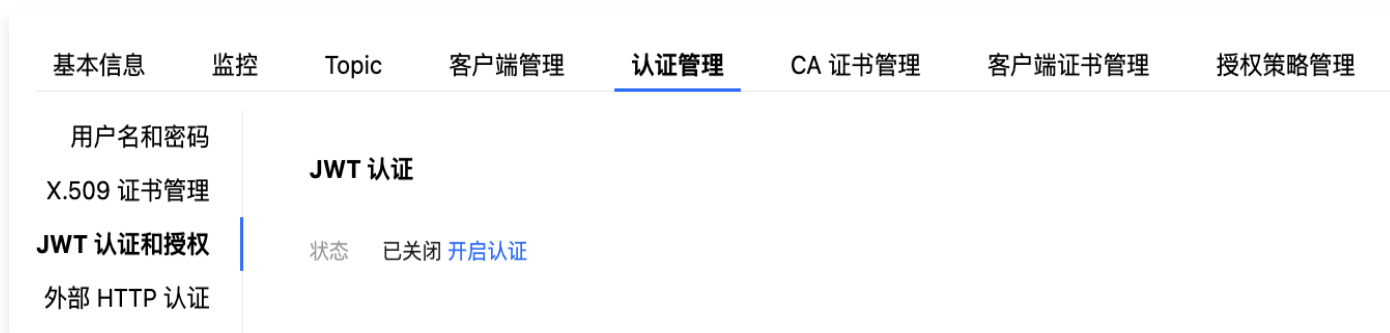 基本信息 监控 Topic 客户端管理 认证管理 CA 证书管理 客户端证书管理 授权策略管理
用户名和密码
X.509 证书管理
JWT 认证和授权
外部 HTTP 认证
JWT 认证
状态 已关闭 开启认证